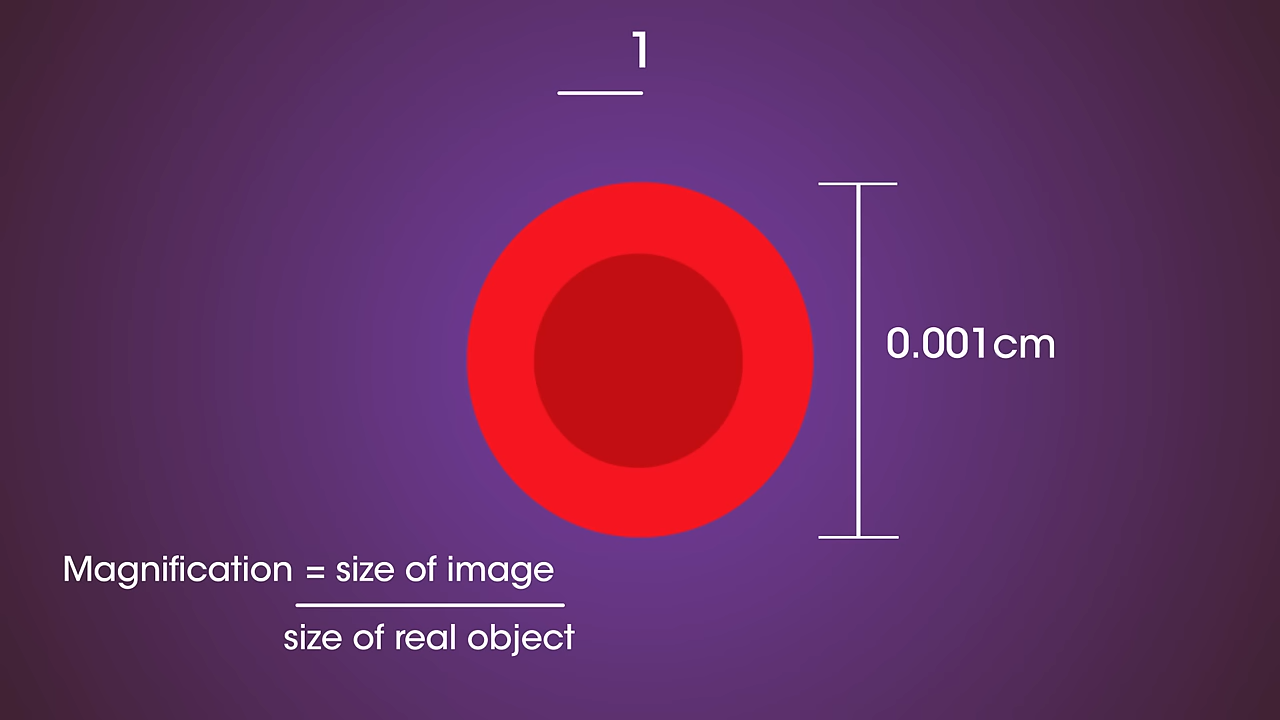 1
0.001cm
Magnification = size of image
size of real object